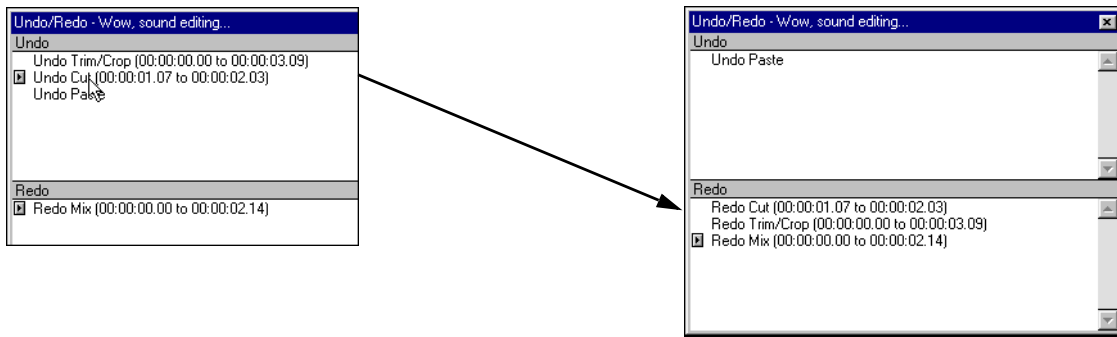 Undo/Redo - Wow, sound editing...
Undo
Undo Trim/Crop (00:00:00.00 to 00:00:03.09)
Undo Cut (00:00:01.07 to 00:00:02.03)
Undo Paste
Redo
Redo Mix (00:00:00.00 to 00:00:02.14)
Undo/Redo - Wow, sound editing...
Undo
Undo Paste
Redo
Redo Cut (00:00:01.07 to 00:00:02.03)
Redo Trim/Crop (00:00:00.00 to 00:00:03.09)
Redo Mix (00:00:00.00 to 00:00:02.14)